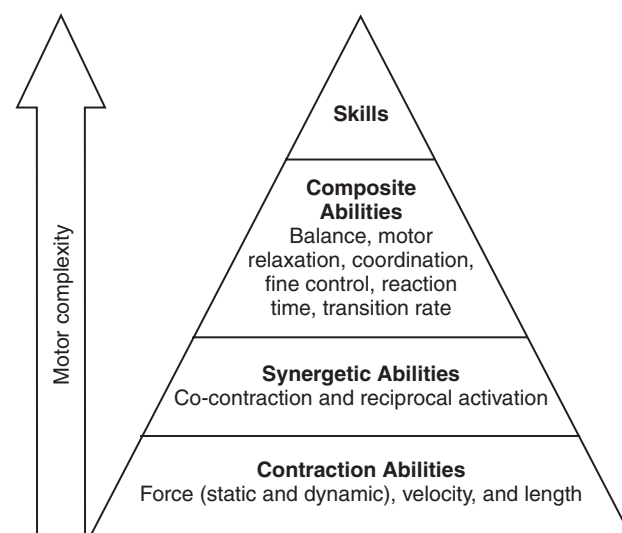 Motor complexity
Skills
Composite
Abilities
Balance, motor
relaxation, coordination,
fine control, reaction
time, transition rate
Synergetic Abilities
Co-contraction and reciprocal activation
Contraction Abilities
Force (static and dynamic), velocity, and length